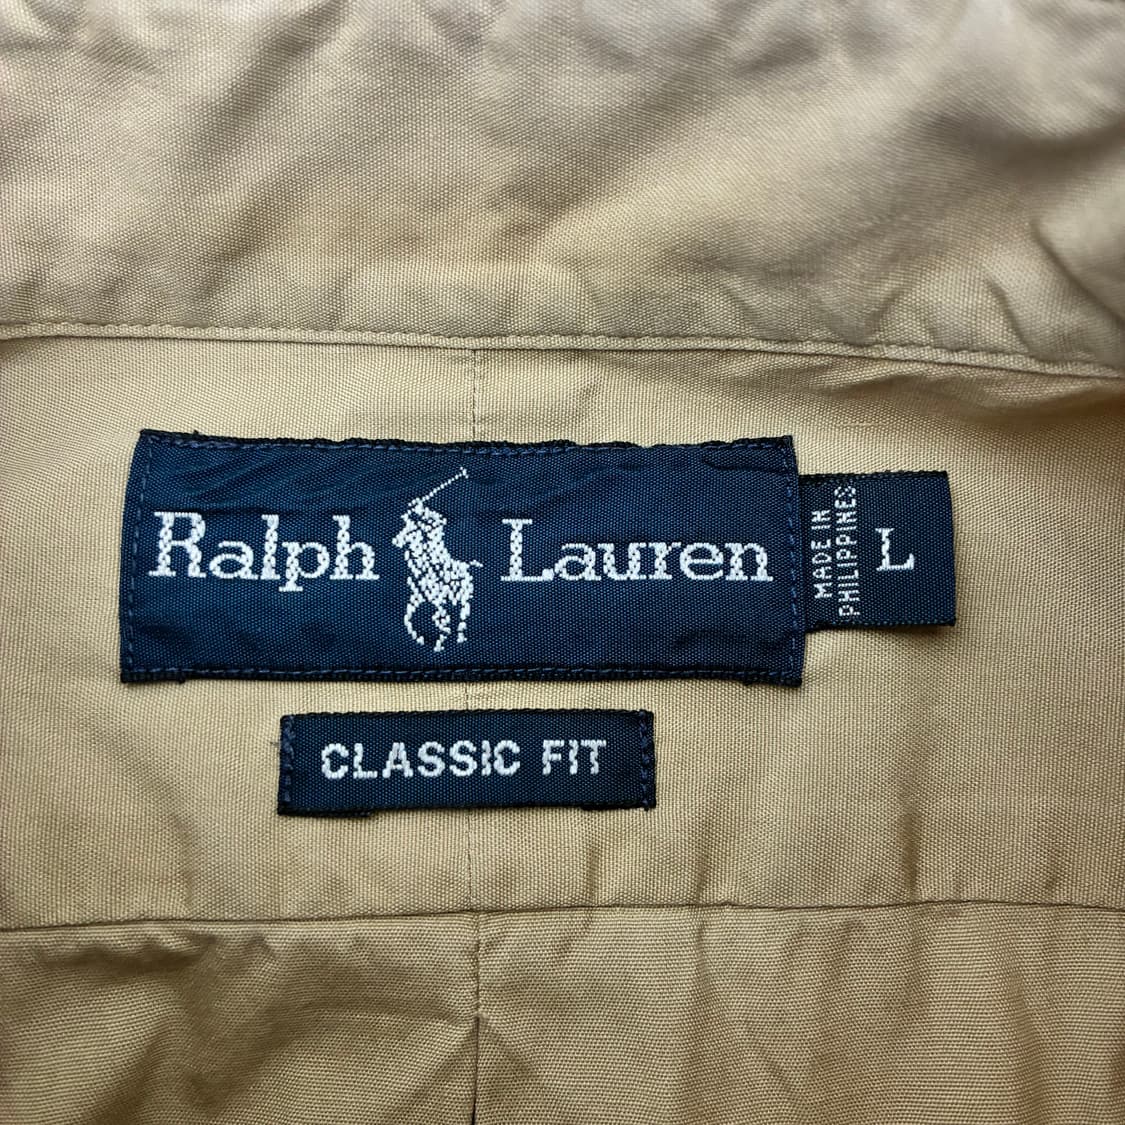 Ralph Lauren
MADE IN
PHILIPPINES
L
CLASSIC FIT